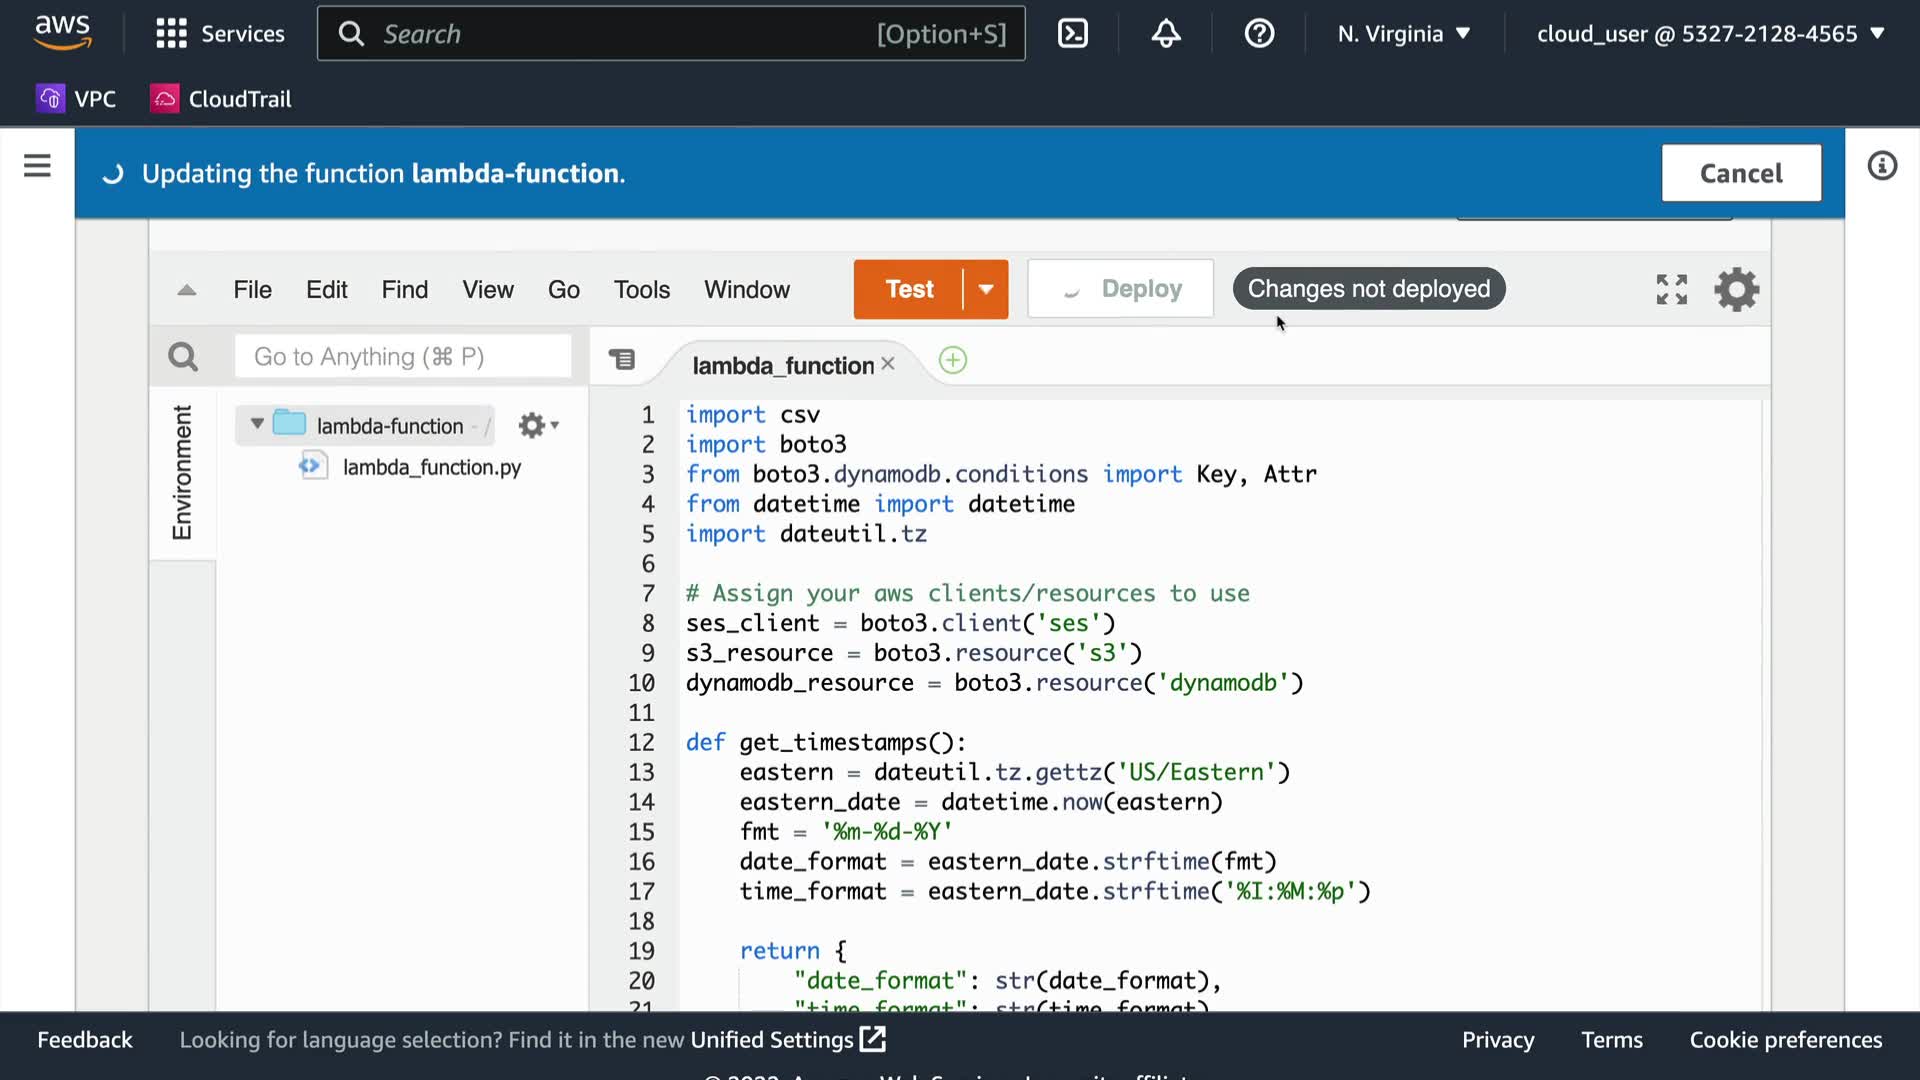 aws
Services
Search [Option+S]
N. Virginia
cloud_user @ 5327-2128-4565
VPC
CloudTrail
Updating the function lambda-function.
Cancel
File Edit Find View Go Tools Window
Test
Deploy
Changes not deployed
Go to Anything (⌘ P)
lambda_function
Environment
lambda-function - /
lambda_function.py
1 import csv
2 import boto3
3 from boto3.dynamodb.conditions import Key, Attr
4 from datetime import datetime
5 import dateutil.tz
6
7 # Assign your aws clients/resources to use
8 ses_client = boto3.client('ses')
9 s3_resource = boto3.resource('s3')
10 dynamodb_resource = boto3.resource('dynamodb')
11
12 def get_timestamps():
13 eastern = dateutil.tz.gettz('US/Eastern')
14 eastern_date = datetime.now(eastern)
15 fmt = '%m-%d-%Y'
16 date_format = eastern_date.strftime(fmt)
17 time_format = eastern_date.strftime('%I:%M:%p')
18
19 return {
20 "date_format": str(date_format),
21 "time_format": str(time_format)
Feedback
Looking for language selection? Find it in the new Unified Settings
Privacy
Terms
Cookie preferences